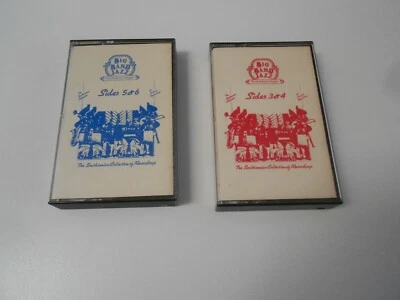 BIG
BAND
JAZZ
Sides 5&6
The Smithsonian Collection of Recordings
BIG
BAND
JAZZ
Sides 3&4
The Smithsonian Collection of Recordings